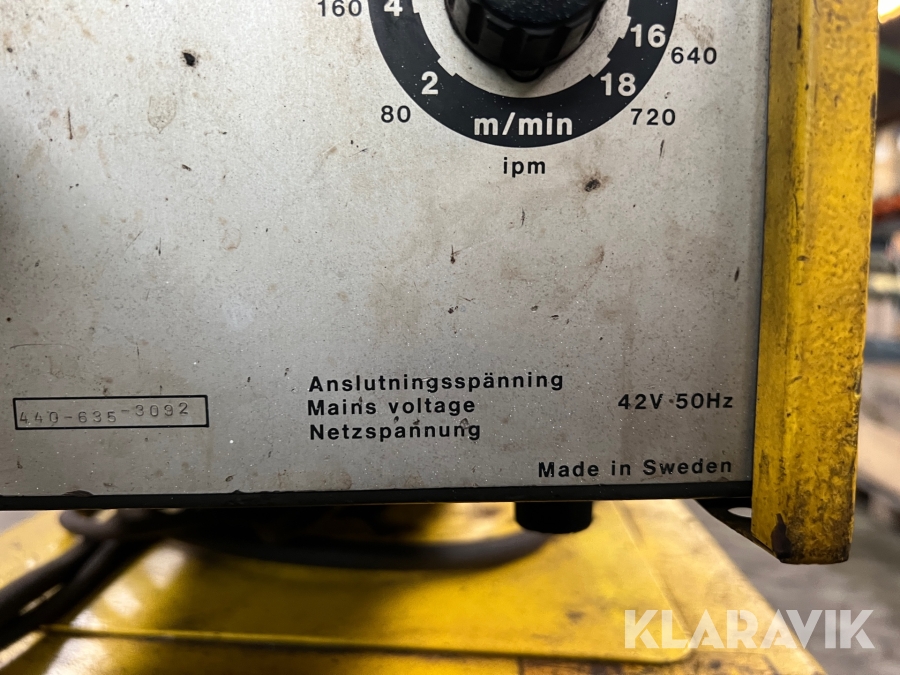 160
4
16
640
2
18
80
m/min
720
ipm
Anslutningsspänning
440-635-3092
Mains voltage
42V 50Hz
Netzspannung
Made in Sweden
KLARAVIK